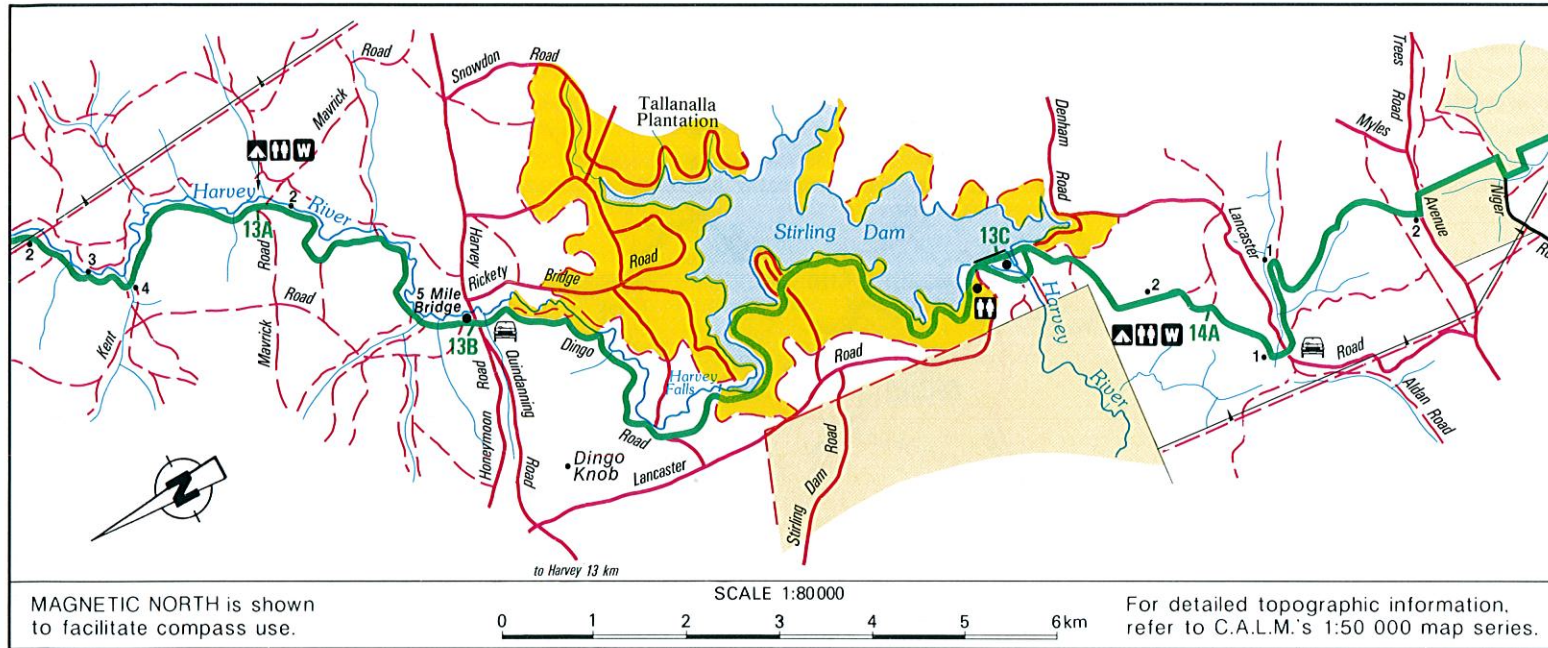 Snowdon
Road
Road
Mavrick
Tallanalla
Plantation
Denham
Road
Trees
Road
Myles
Avenue
Niger
W
2
Harvey
River
13A
2
Road
3
4
Kent
Road
Mavrick
Harvey
Rickety
Bridge
Road
5 Mile
Bridge
13B
Road
Honeymoon
Quindanning
Road
Dingo
Road
Harvey
Falls
Dingo
Knob
Lancaster
Road
Stirling Dam
13C
Harvey
River
Stirling
Dam
Road
2
W
14A
Lancaster
Road
1
1
2
Aldan Road
N
to Harvey 13 km
MAGNETIC NORTH is shown
to facilitate compass use.
SCALE 1:80 000
0 1 2 3 4 5 6 km
For detailed topographic information,
refer to C.A.L.M.'s 1:50 000 map series.